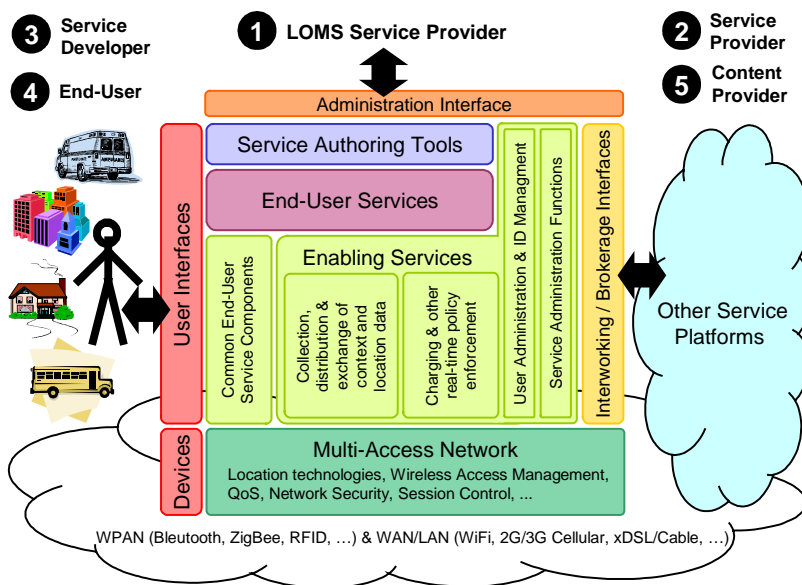 3 Service
Developer
1 LOMS Service Provider
2 Service
Provider
4 End-User
5 Content
Provider
Administration Interface
Service Authoring Tools
End-User Services
User Interfaces
Enabling Services
Common End-User
Service Components
Collection,
distribution &
exchange of
context and
location data
Charging & other
real-time policy
enforcement
User Administration & ID Managment
Service Administration Functions
Interworking / Brokerage Interfaces
Other Service
Platforms
Devices
Multi-Access Network
Location technologies, Wireless Access Management,
QoS, Network Security, Session Control, ...
WPAN (Bleutooth, ZigBee, RFID, …) & WAN/LAN (WiFi, 2G/3G Cellular, xDSL/Cable, …)